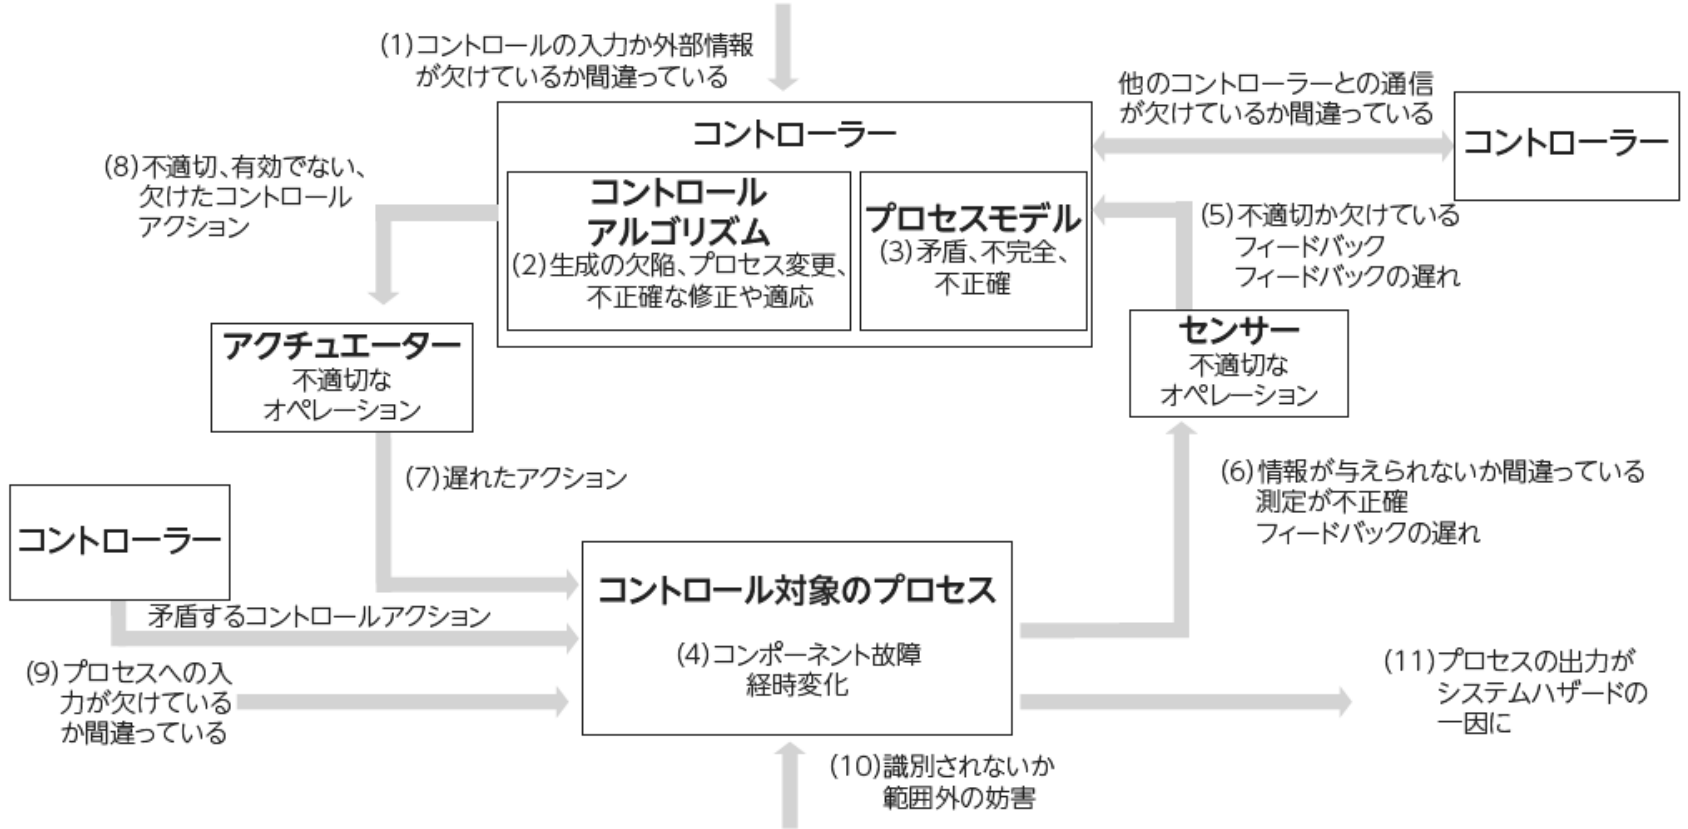 (1)コントロールの入力か外部情報
が欠けているか間違っている
他のコントローラーとの通信
が欠けているか間違っている
コントローラー
コントローラー
(8)不適切、有効でない、
欠けたコントロール
アクション
コントロール
アルゴリズム
(2)生成の欠陥、プロセス変更、
不正確な修正や適応
プロセスモデル
(3)矛盾、不完全、
不正確
(5)不適切か欠けている
フィードバック
フィードバックの遅れ
アクチュエーター
不適切な
オペレーション
センサー
不適切な
オペレーション
(7)遅れたアクション
(6)情報が与えられないか間違っている
測定が不正確
フィードバックの遅れ
コントローラー
矛盾するコントロールアクション
コントロール対象のプロセス
(4)コンポーネント故障
経時変化
(9)プロセスへの入
力が欠けている
か間違っている
(11)プロセスの出力が
システムハザードの
一因に
(10)識別されないか
範囲外の妨害